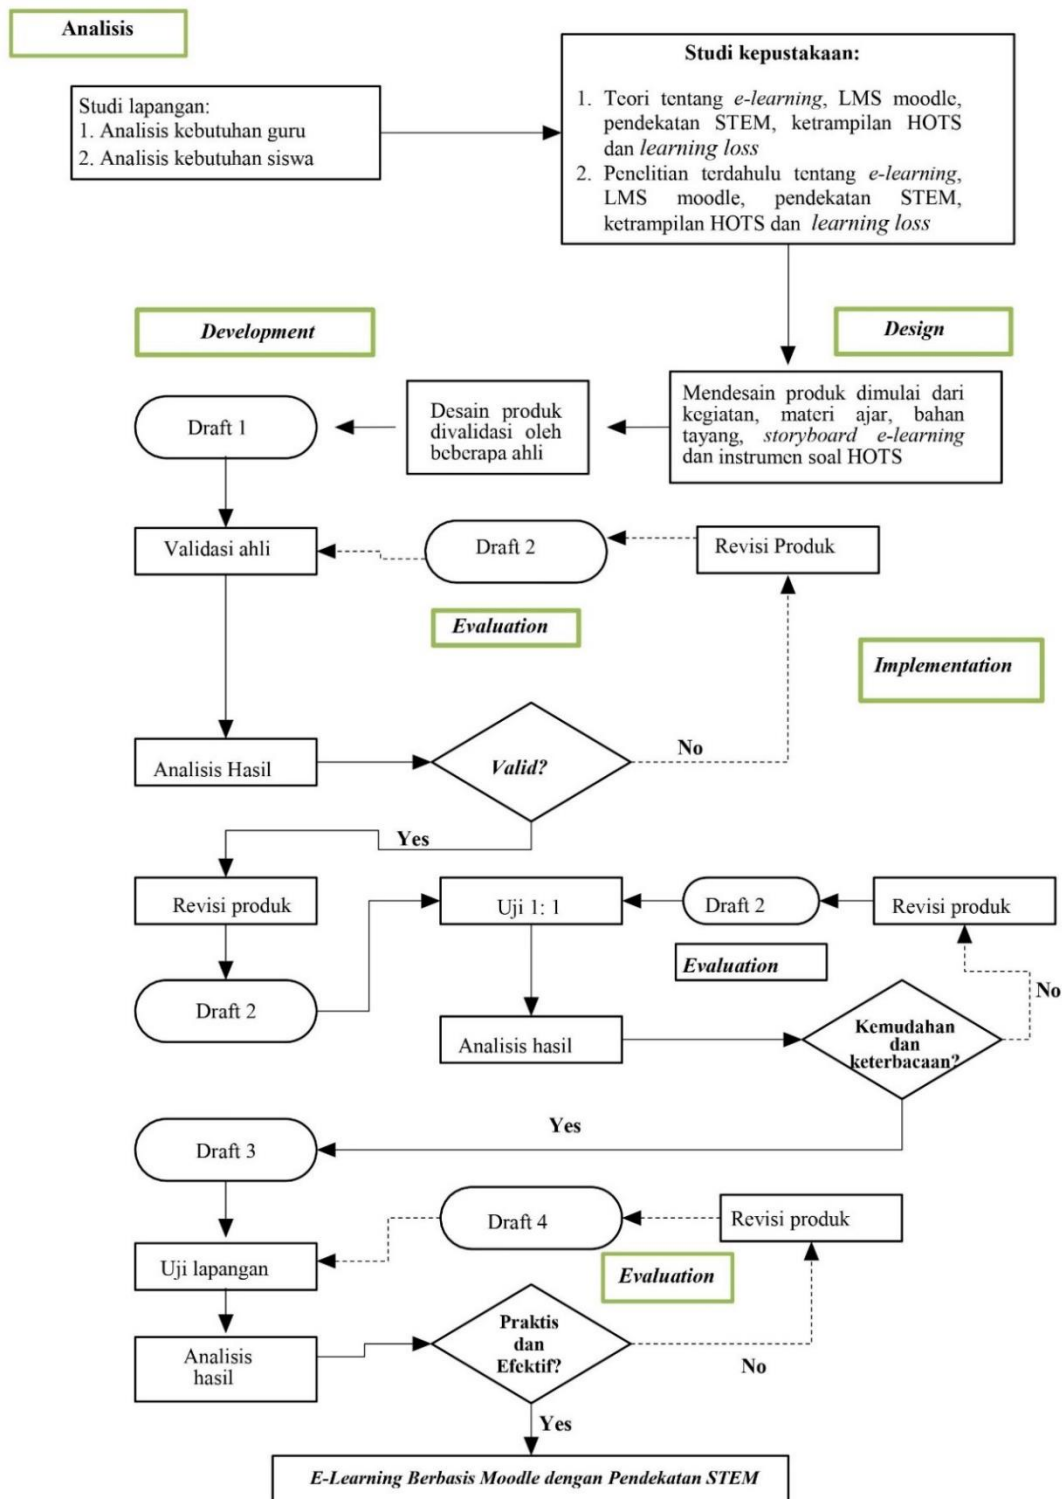 Analisis
Studi lapangan:
1. Analisis kebutuhan guru
2. Analisis kebutuhan siswa
Studi kepustakaan:
1. Teori tentang e-learning, LMS moodle,
pendekatan STEM, ketrampilan HOTS
dan learning loss
2. Penelitian terdahulu tentang e-learning,
LMS moodle, pendekatan STEM,
ketrampilan HOTS dan learning loss
Development
Design
Draft 1
Desain produk
divalidasi oleh
beberapa ahli
Mendesain produk dimulai dari
kegiatan, materi ajar, bahan
tayang, storyboard e-learning
dan instrumen soal HOTS
Validasi ahli
Draft 2
Revisi Produk
Evaluation
Implementation
Analisis Hasil
Valid?
No
Yes
Revisi produk
Uji 1: 1
Draft 2
Revisi produk
Evaluation
Draft 2
Analisis hasil
Kemudahan
dan
keterbacaan?
No
Yes
Draft 3
Draft 4
Revisi produk
Uji lapangan
Evaluation
Analisis
hasil
Praktis
dan
Efektif?
No
Yes
E-Learning Berbasis Moodle dengan Pendekatan STEM